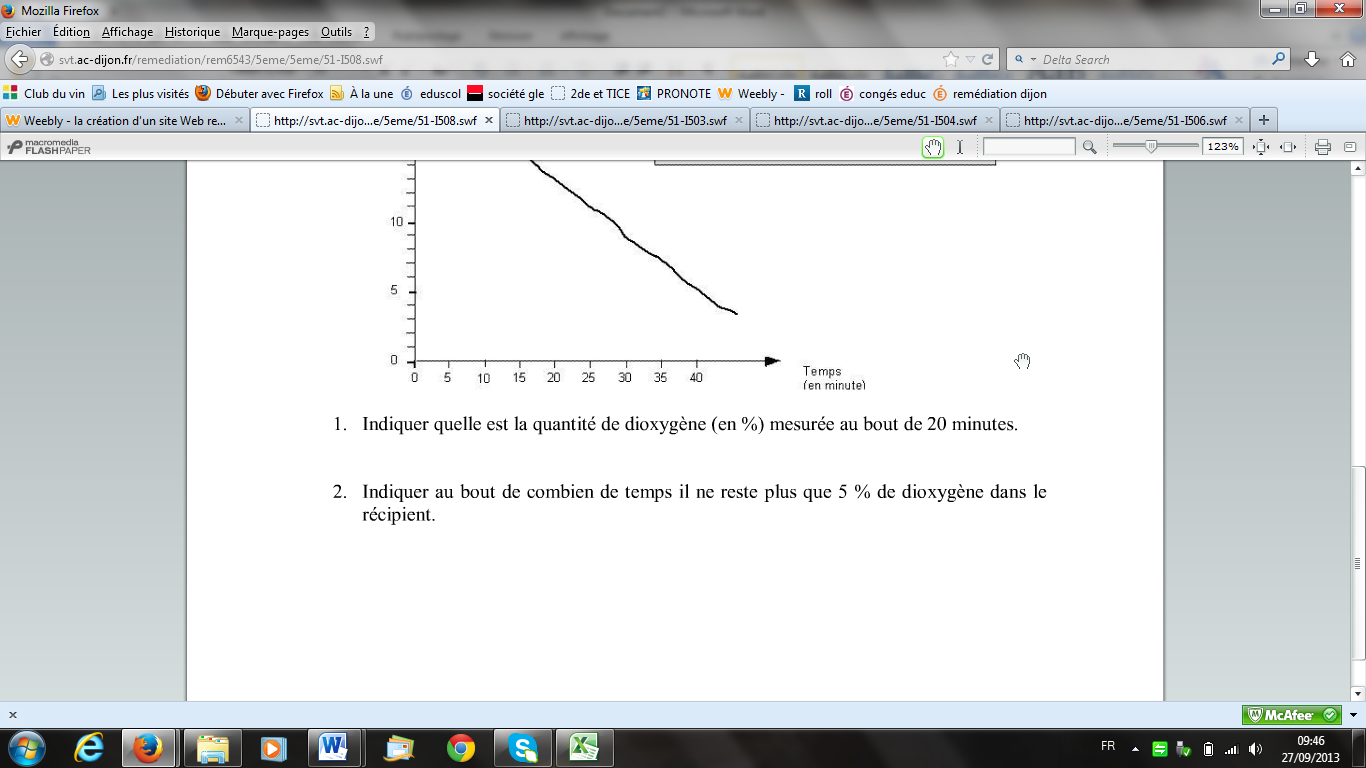 Mozilla Firefox
Fichier Édition Affichage Historique Marque-pages Outils ?
svt.ac-dijon.fr/remediation/rem6543/5eme/5eme/51-I508.swf
Delta Search
Club du vin Les plus visités Débuter avec Firefox À la une eduscol société gle 2de et TICE PRONOTE Weebly - roll congés educ remédiation dijon
Weebly - la création d'un site Web re... http://svt.ac-dijo...e/5eme/51-I508.swf http://svt.ac-dijo...e/5eme/51-I503.swf http://svt.ac-dijo...e/5eme/51-I504.swf http://svt.ac-dijo...e/5eme/51-I506.swf
macromedia
FLASHPAPER
123%
10
5
0
0 5 10 15 20 25 30 35 40
Temps
(en minute)
1. Indiquer quelle est la quantité de dioxygène (en %) mesurée au bout de 20 minutes.
2. Indiquer au bout de combien de temps il ne reste plus que 5 % de dioxygène dans le
récipient.
McAfee
FR
09:46
27/09/2013